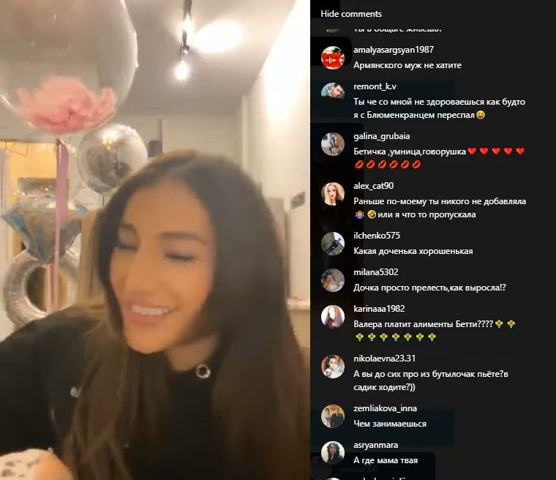 Hide comments
amalyasargsyan1987
Армянского муж не хатите
remont_k.v
Ты че со мной не здороваешься как будто
я с Блюменкранцем переспал😅
galina_grubaia
Бетичка ,умница,говорушка❤️❤️❤️❤️❤️
💋💋💋💋💋💋
alex_cat90
Раньше по-моему ты никого не добавляла
🤷‍♀️🤣или я что то пропускала
ilchenko575
Какая доченька хорошенькая
milana5302
Дочка просто прелесть,как выросла!?
karinaaa1982
Валера платит алименты Бетти????🌻🌻
🌻🌻🌻🌻🌻🌻🌻
nikolaevna23.31
А вы до сих про из бутылочак пьёте?в
садик ходите?))
zemliakova_inna
Чем занимаешься
asryanmara
А где мама твая